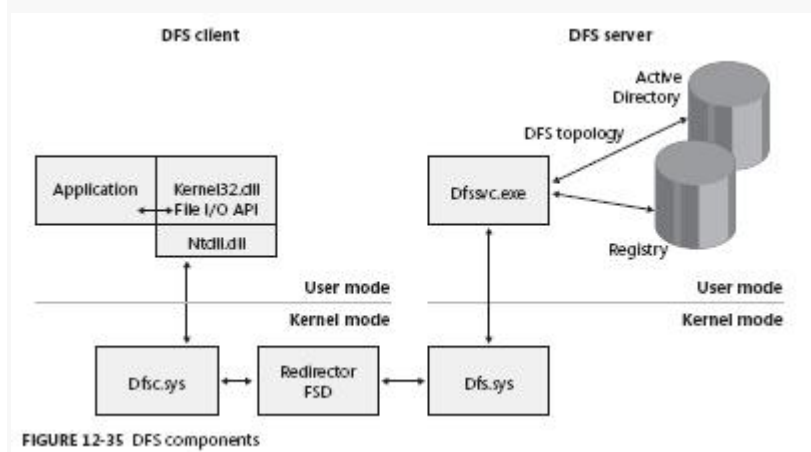 DFS client
DFS server
Active
Directory
DFS topology
Application
Kernel32.dll
File I/O API
Ntdll.dll
Dfssvc.exe
Registry
User mode
User mode
Kernel mode
Kernel mode
Dfsc.sys
Redirector
FSD
Dfs.sys
FIGURE 12-35 DFS components